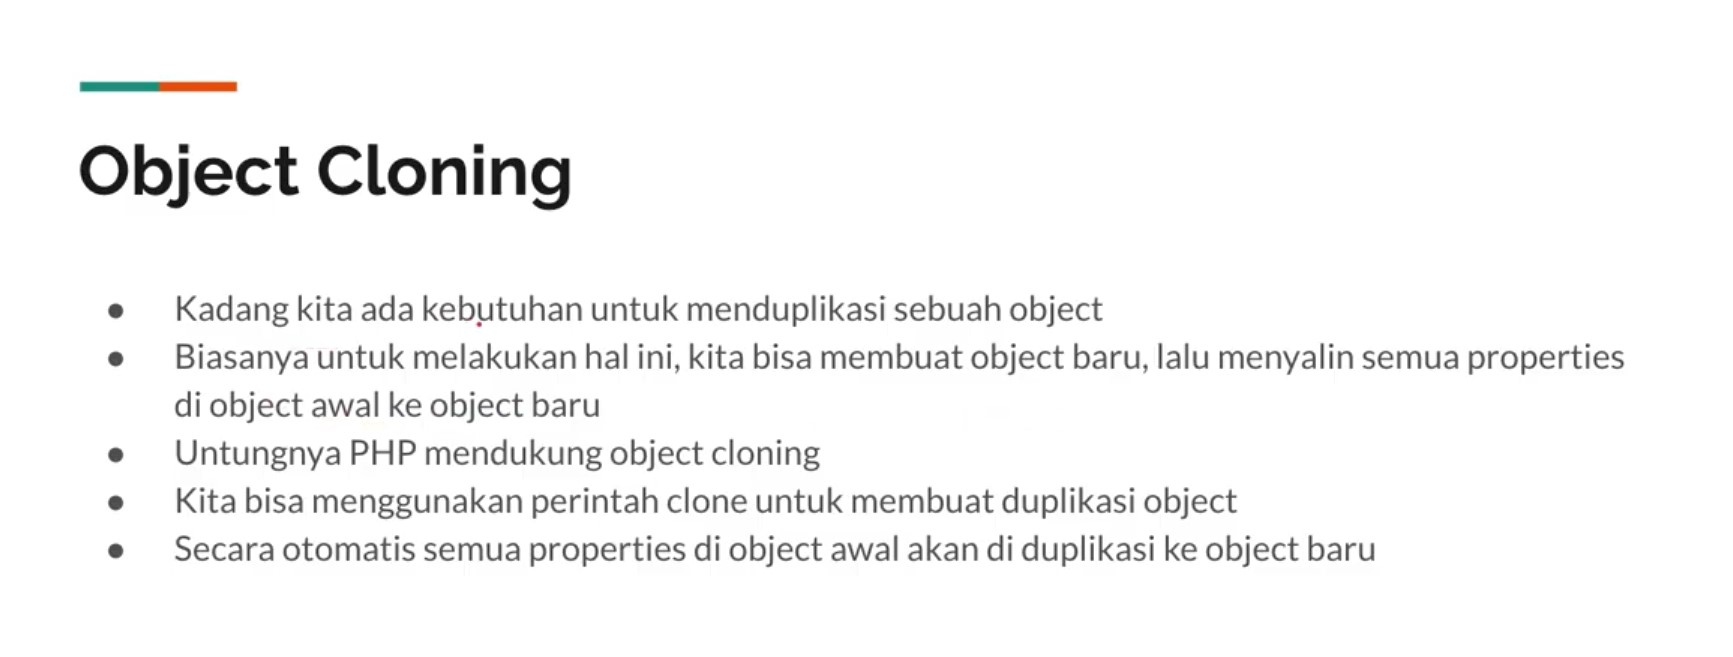 Object Cloning
● Kadang kita ada kebutuhan untuk menduplikasi sebuah object
● Biasanya untuk melakukan hal ini, kita bisa membuat object baru, lalu menyalin semua properties
di object awal ke object baru
● Untungnya PHP mendukung object cloning
● Kita bisa menggunakan perintah clone untuk membuat duplikasi object
● Secara otomatis semua properties di object awal akan di duplikasi ke object baru